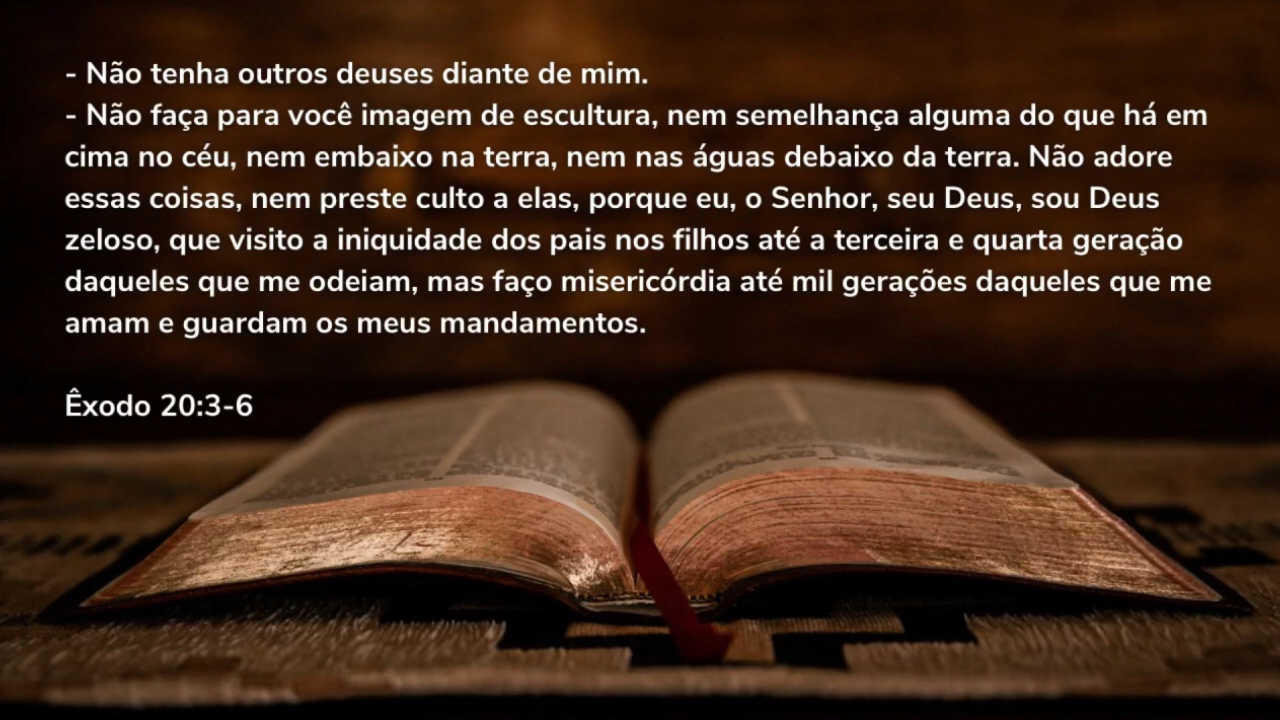 - Não tenha outros deuses diante de mim.
- Não faça para você imagem de escultura, nem semelhança alguma do que há em
cima no céu, nem embaixo na terra, nem nas águas debaixo da terra. Não adore
essas coisas, nem preste culto a elas, porque eu, o Senhor, seu Deus, sou Deus
zeloso, que visito a iniquidade dos pais nos filhos até a terceira e quarta geração
daqueles que me odeiam, mas faço misericórdia até mil gerações daqueles que me
amam e guardam os meus mandamentos.
Êxodo 20:3-6